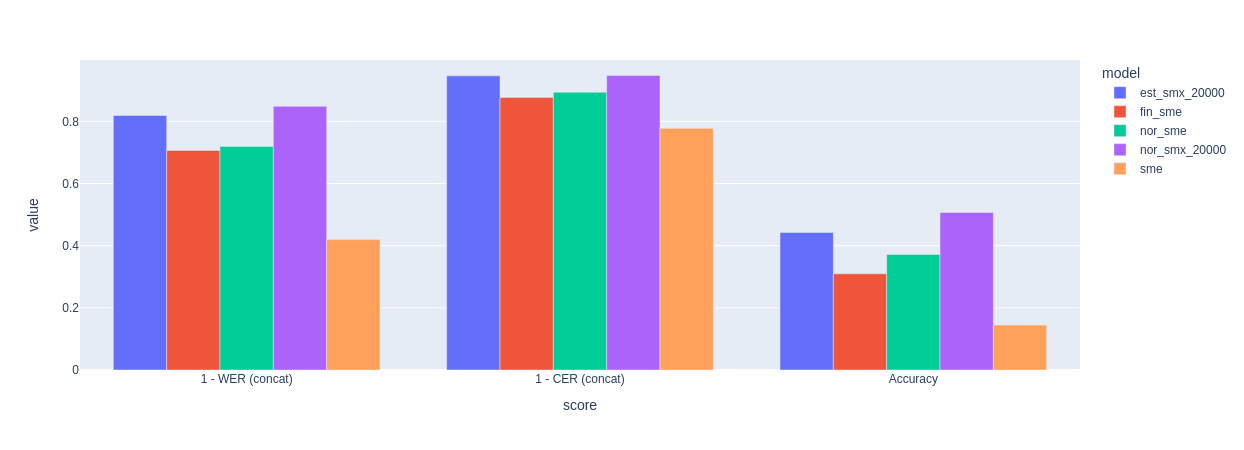 model
est_smx_20000
fin_sme
nor_sme
nor_smx_20000
sme
value
0.8
0.6
0.4
0.2
0
1 - WER (concat)
1 - CER (concat)
Accuracy
score